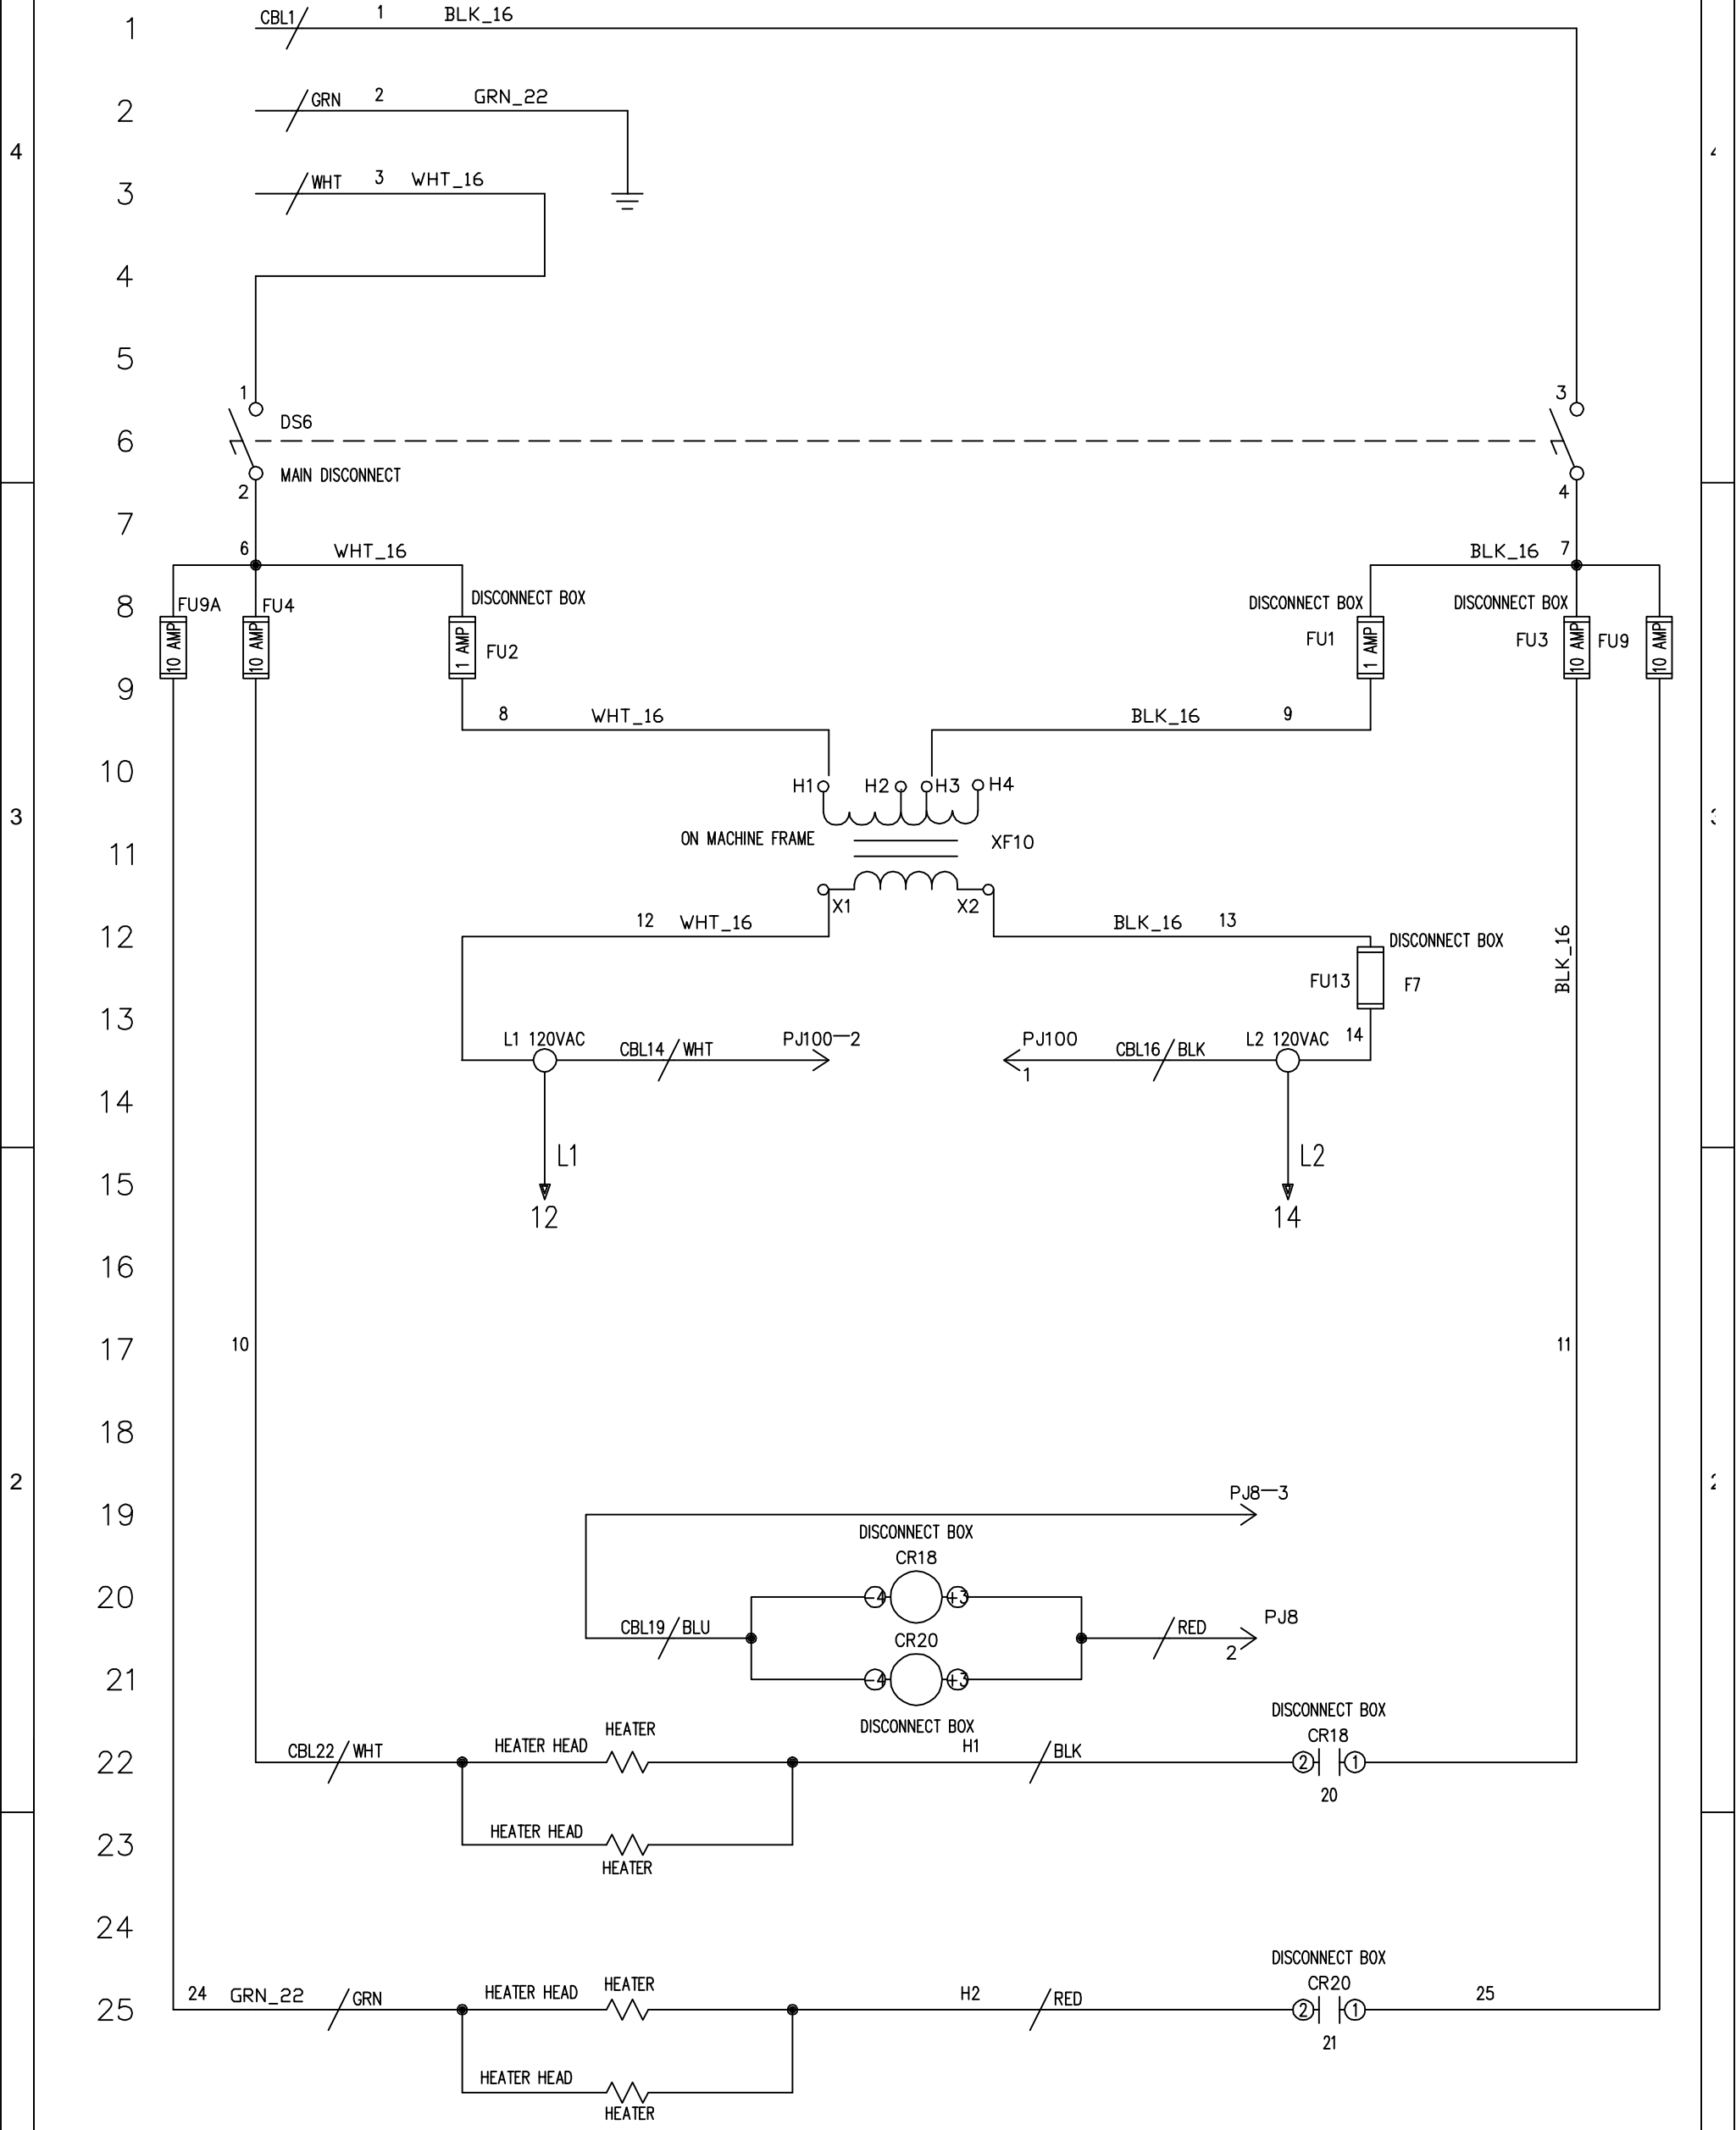 1 CBL1 1 BLK_16
2 GRN 2 GRN_22
4
3 WHT 3 WHT_16
4
5
1 3
DS6
6
MAIN DISCONNECT
2 4
7
6 WHT_16 BLK_16 7
DISCONNECT BOX DISCONNECT BOX DISCONNECT BOX
8 FU9A FU4
10 AMP 10 AMP 1 AMP FU2 FU1 1 AMP FU3 10 AMP FU9 10 AMP
9
8 WHT_16 BLK_16 9
10
H1 H2 H3 H4
3
ON MACHINE FRAME XF10
11
X1 X2
12 WHT_16 BLK_16 13
12 DISCONNECT BOX
BLK_16
FU13 F7
13
L1 120VAC CBL14 WHT PJ100-2 PJ100 CBL16 BLK L2 120VAC 14
1
14
L1 L2
15
12 14
16
17 10 11
18
2
19 PJ8-3
DISCONNECT BOX
CR18
20 -4 +3
CBL19 BLU RED PJ8
CR20 2
21 -4 +3
DISCONNECT BOX DISCONNECT BOX
HEATER
CR18
22 CBL22 WHT HEATER HEAD H1 BLK 2 1
20
23 HEATER HEAD
HEATER
24
DISCONNECT BOX
CR20
25 24 GRN_22 GRN HEATER HEAD HEATER H2 RED 2 1 25
21
HEATER HEAD
HEATER